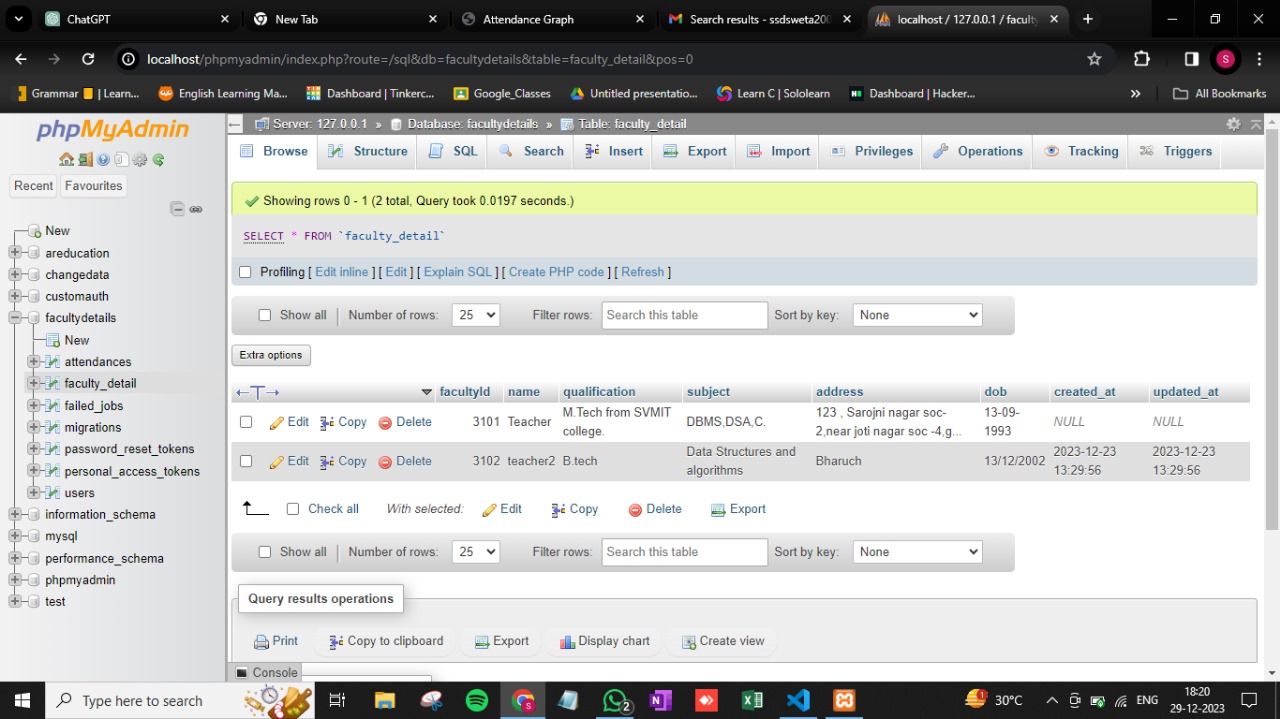 ChatGPT
New Tab
Attendance Graph
Search results - ssdsweta200
localhost / 127.0.0.1 / faculty
localhost/phpmyadmin/index.php?route=/sql&db=facultydetails&table=faculty_detail&pos=0
S
Grammar | Learn...
English Learning Ma...
Dashboard | Tinkerc...
Google_Classes
Untitled presentatio...
Learn C | Sololearn
Dashboard | Hacker...
»
All Bookmarks
phpMyAdmin
Recent
Favourites
New
areducation
changedata
customauth
facultydetails
New
attendances
faculty_detail
failed_jobs
migrations
password_reset_tokens
personal_access_tokens
users
information_schema
mysql
performance_schema
phpmyadmin
test
Server: 127.0.0.1 » Database: facultydetails » Table: faculty_detail
Browse Structure SQL Search Insert Export Import Privileges Operations Tracking Triggers
Showing rows 0 - 1 (2 total, Query took 0.0197 seconds.)
SELECT * FROM `faculty_detail`
Profiling [ Edit inline ] [ Edit ] [ Explain SQL ] [ Create PHP code ] [ Refresh ]
Show all | Number of rows: 25 Filter rows: Search this table Sort by key: None
Extra options
←T→ facultyId name qualification subject address dob created_at updated_at
Edit Copy Delete 3101 Teacher M.Tech from SVMIT college. DBMS,DSA,C. 123 , Sarojni nagar soc-2,near joti nagar soc -4,g... 13-09-1993 NULL NULL
Edit Copy Delete 3102 teacher2 B.tech Data Structures and algorithms Bharuch 13/12/2002 2023-12-23 13:29:56 2023-12-23 13:29:56
Check all With selected: Edit Copy Delete Export
Show all | Number of rows: 25 Filter rows: Search this table Sort by key: None
Query results operations
Print Copy to clipboard Export Display chart Create view
Console
Type here to search
2
1
30°C
ENG
18:20
29-12-2023